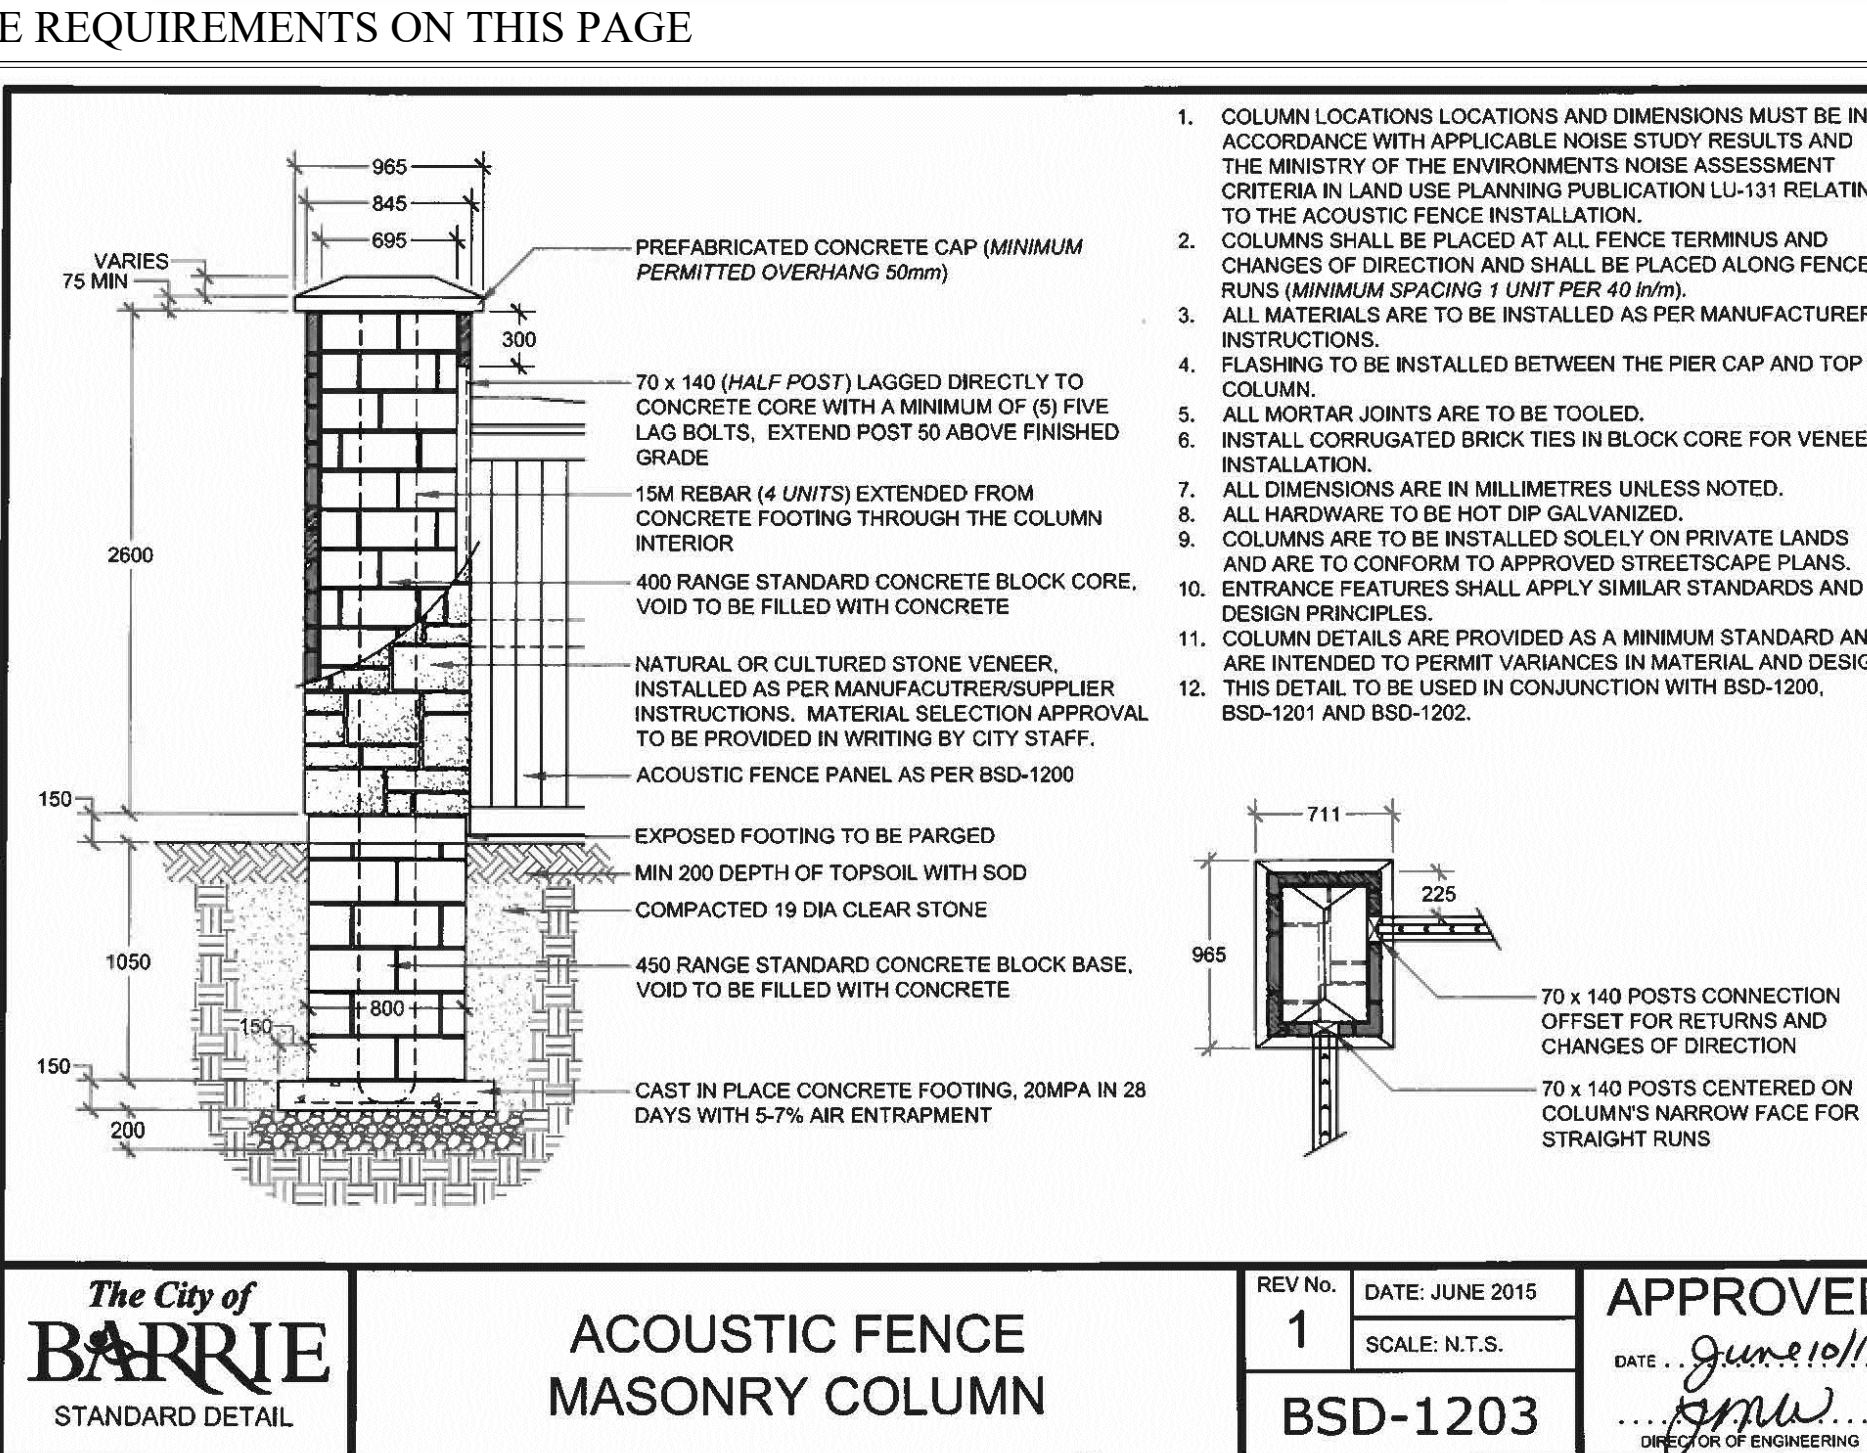 E REQUIREMENTS ON THIS PAGE
965
845
695
VARIES
75 MIN
300
2600
150
1050
800
150
150
200
PREFABRICATED CONCRETE CAP (MINIMUM
PERMITTED OVERHANG 50mm)
70 x 140 (HALF POST) LAGGED DIRECTLY TO
CONCRETE CORE WITH A MINIMUM OF (5) FIVE
LAG BOLTS, EXTEND POST 50 ABOVE FINISHED
GRADE
15M REBAR (4 UNITS) EXTENDED FROM
CONCRETE FOOTING THROUGH THE COLUMN
INTERIOR
400 RANGE STANDARD CONCRETE BLOCK CORE,
VOID TO BE FILLED WITH CONCRETE
NATURAL OR CULTURED STONE VENEER,
INSTALLED AS PER MANUFACUTRER/SUPPLIER
INSTRUCTIONS. MATERIAL SELECTION APPROVAL
TO BE PROVIDED IN WRITING BY CITY STAFF.
ACOUSTIC FENCE PANEL AS PER BSD-1200
EXPOSED FOOTING TO BE PARGED
MIN 200 DEPTH OF TOPSOIL WITH SOD
COMPACTED 19 DIA CLEAR STONE
450 RANGE STANDARD CONCRETE BLOCK BASE,
VOID TO BE FILLED WITH CONCRETE
CAST IN PLACE CONCRETE FOOTING, 20MPA IN 28
DAYS WITH 5-7% AIR ENTRAPMENT
1. COLUMN LOCATIONS LOCATIONS AND DIMENSIONS MUST BE IN
ACCORDANCE WITH APPLICABLE NOISE STUDY RESULTS AND
THE MINISTRY OF THE ENVIRONMENTS NOISE ASSESSMENT
CRITERIA IN LAND USE PLANNING PUBLICATION LU-131 RELATIN
TO THE ACOUSTIC FENCE INSTALLATION.
2. COLUMNS SHALL BE PLACED AT ALL FENCE TERMINUS AND
CHANGES OF DIRECTION AND SHALL BE PLACED ALONG FENCE
RUNS (MINIMUM SPACING 1 UNIT PER 40 ln/m).
3. ALL MATERIALS ARE TO BE INSTALLED AS PER MANUFACTURER
INSTRUCTIONS.
4. FLASHING TO BE INSTALLED BETWEEN THE PIER CAP AND TOP
COLUMN.
5. ALL MORTAR JOINTS ARE TO BE TOOLED.
6. INSTALL CORRUGATED BRICK TIES IN BLOCK CORE FOR VENEE
INSTALLATION.
7. ALL DIMENSIONS ARE IN MILLIMETRES UNLESS NOTED.
8. ALL HARDWARE TO BE HOT DIP GALVANIZED.
9. COLUMNS ARE TO BE INSTALLED SOLELY ON PRIVATE LANDS
AND ARE TO CONFORM TO APPROVED STREETSCAPE PLANS.
10. ENTRANCE FEATURES SHALL APPLY SIMILAR STANDARDS AND
DESIGN PRINCIPLES.
11. COLUMN DETAILS ARE PROVIDED AS A MINIMUM STANDARD AN
ARE INTENDED TO PERMIT VARIANCES IN MATERIAL AND DESIG
12. THIS DETAIL TO BE USED IN CONJUNCTION WITH BSD-1200,
BSD-1201 AND BSD-1202.
711
225
965
70 x 140 POSTS CONNECTION
OFFSET FOR RETURNS AND
CHANGES OF DIRECTION
70 x 140 POSTS CENTERED ON
COLUMN'S NARROW FACE FOR
STRAIGHT RUNS
The City of
BARRIE
STANDARD DETAIL
ACOUSTIC FENCE
MASONRY COLUMN
REV No.
1
DATE: JUNE 2015
SCALE: N.T.S.
BSD-1203
APPROVE
DATE June 10/1
DIRECTOR OF ENGINEERING